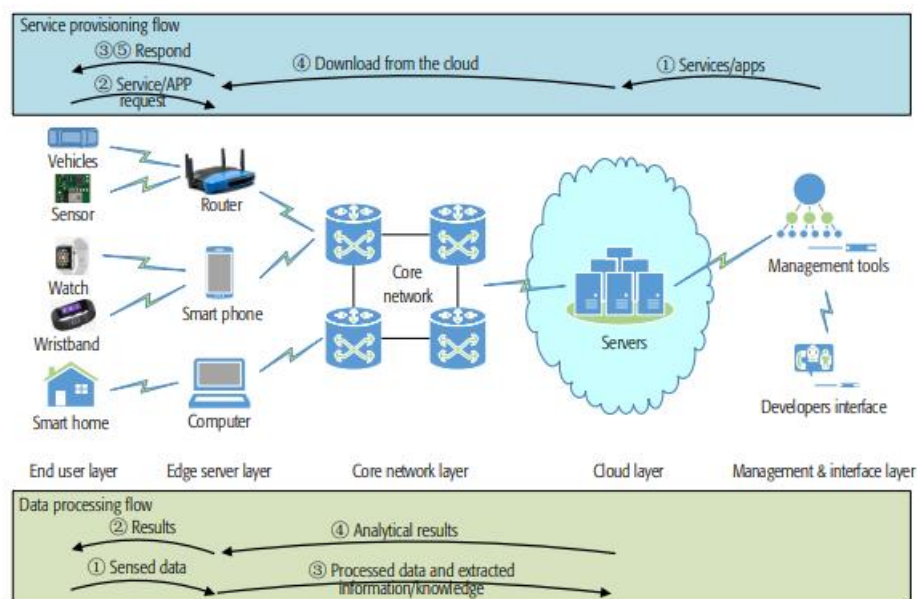 Service provisioning flow
③⑤ Respond
④ Download from the cloud
① Services/apps
② Service/APP
request
Vehicles
Sensor
Router
Watch
Smart phone
Core
network
Servers
Management tools
Wristband
Smart home
Computer
Developers interface
End user layer
Edge server layer
Core network layer
Cloud layer
Management & interface layer
Data processing flow
② Results
④ Analytical results
① Sensed data
③ Processed data and extracted
information/knowledge